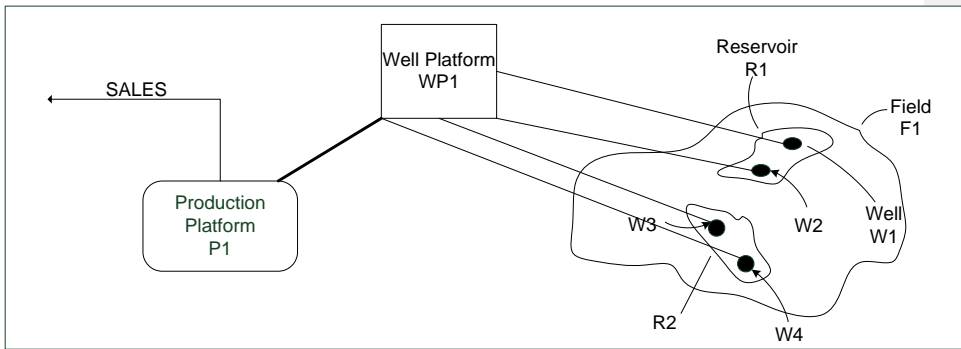 Reservoir
R1
Well Platform
WP1
SALES
Field
F1
Production
Platform
P1
W3
W2
Well
W1
R2
W4